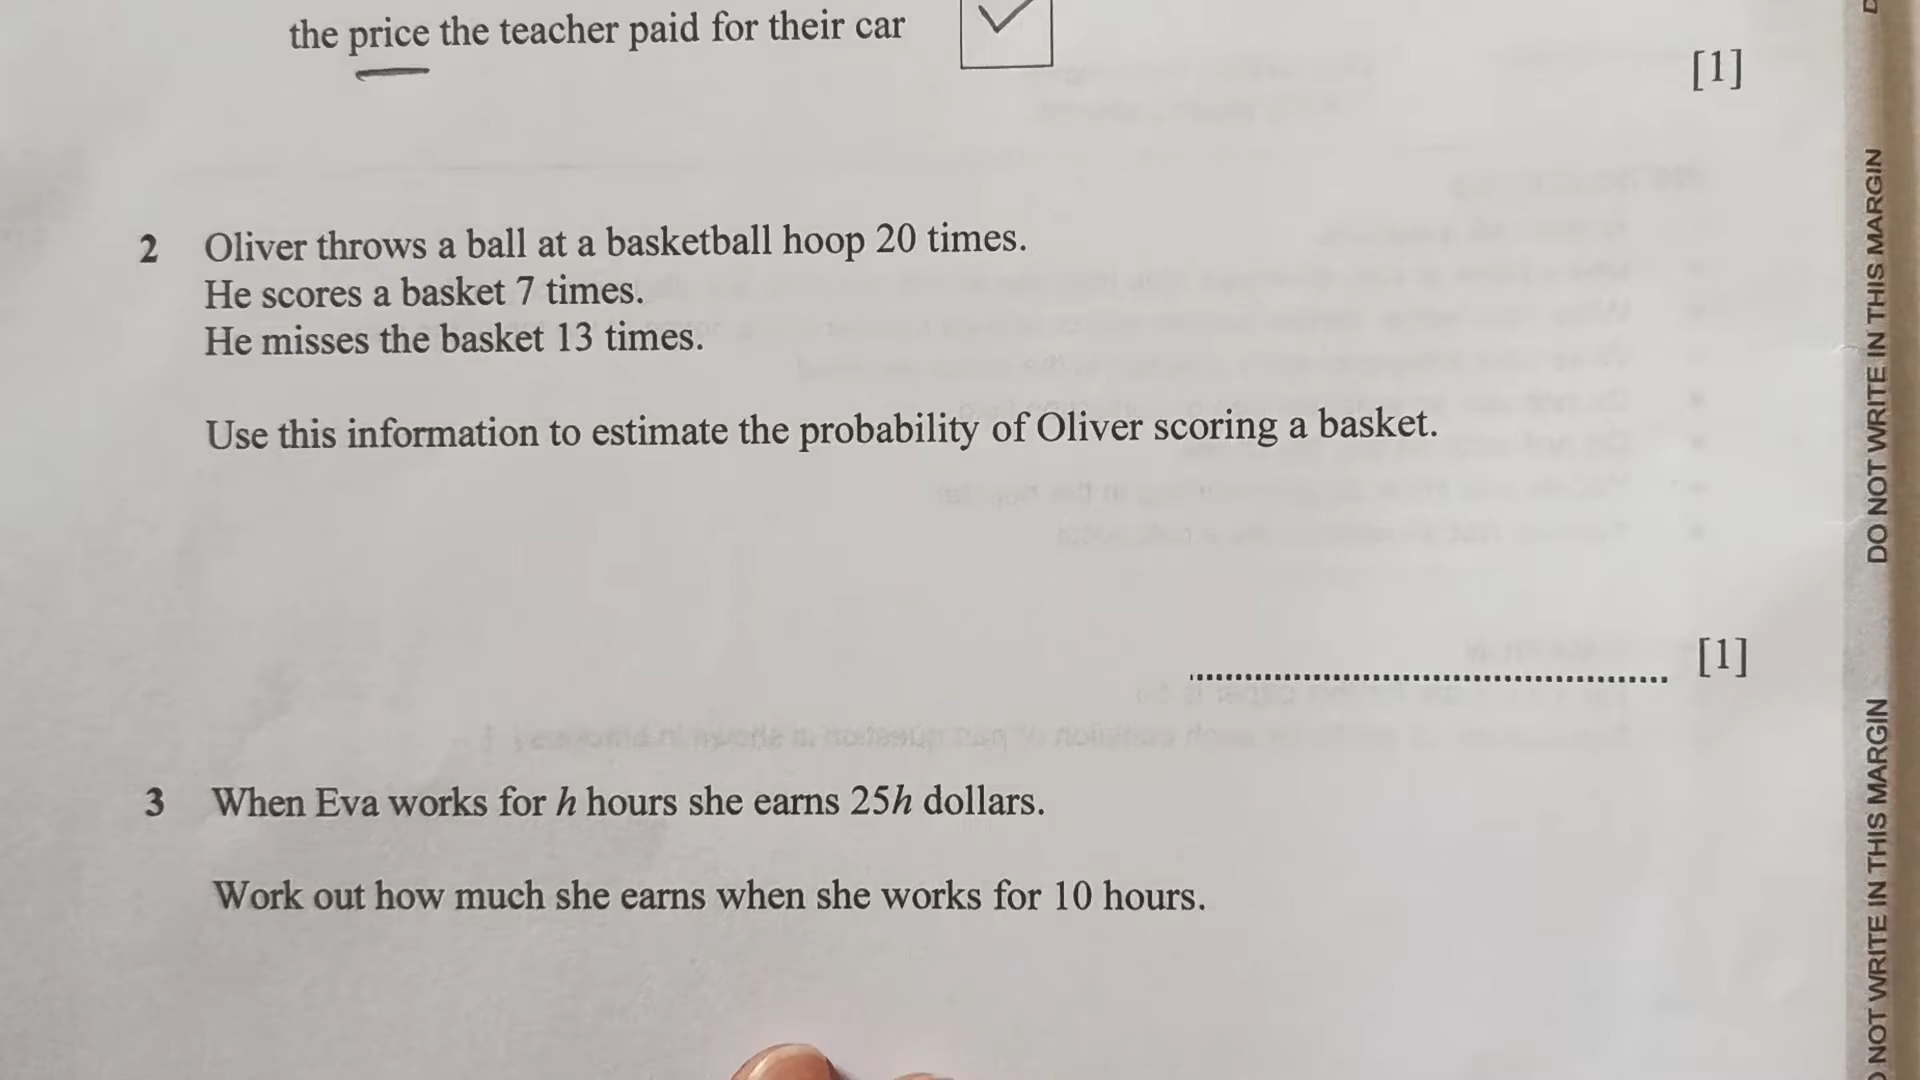 the price the teacher paid for their car
[1]
2 Oliver throws a ball at a basketball hoop 20 times.
He scores a basket 7 times.
He misses the basket 13 times.
Use this information to estimate the probability of Oliver scoring a basket.
[1]
3 When Eva works for h hours she earns 25h dollars.
Work out how much she earns when she works for 10 hours.
DO NOT WRITE IN THIS MARGIN
NOT WRITE IN THIS MARGIN